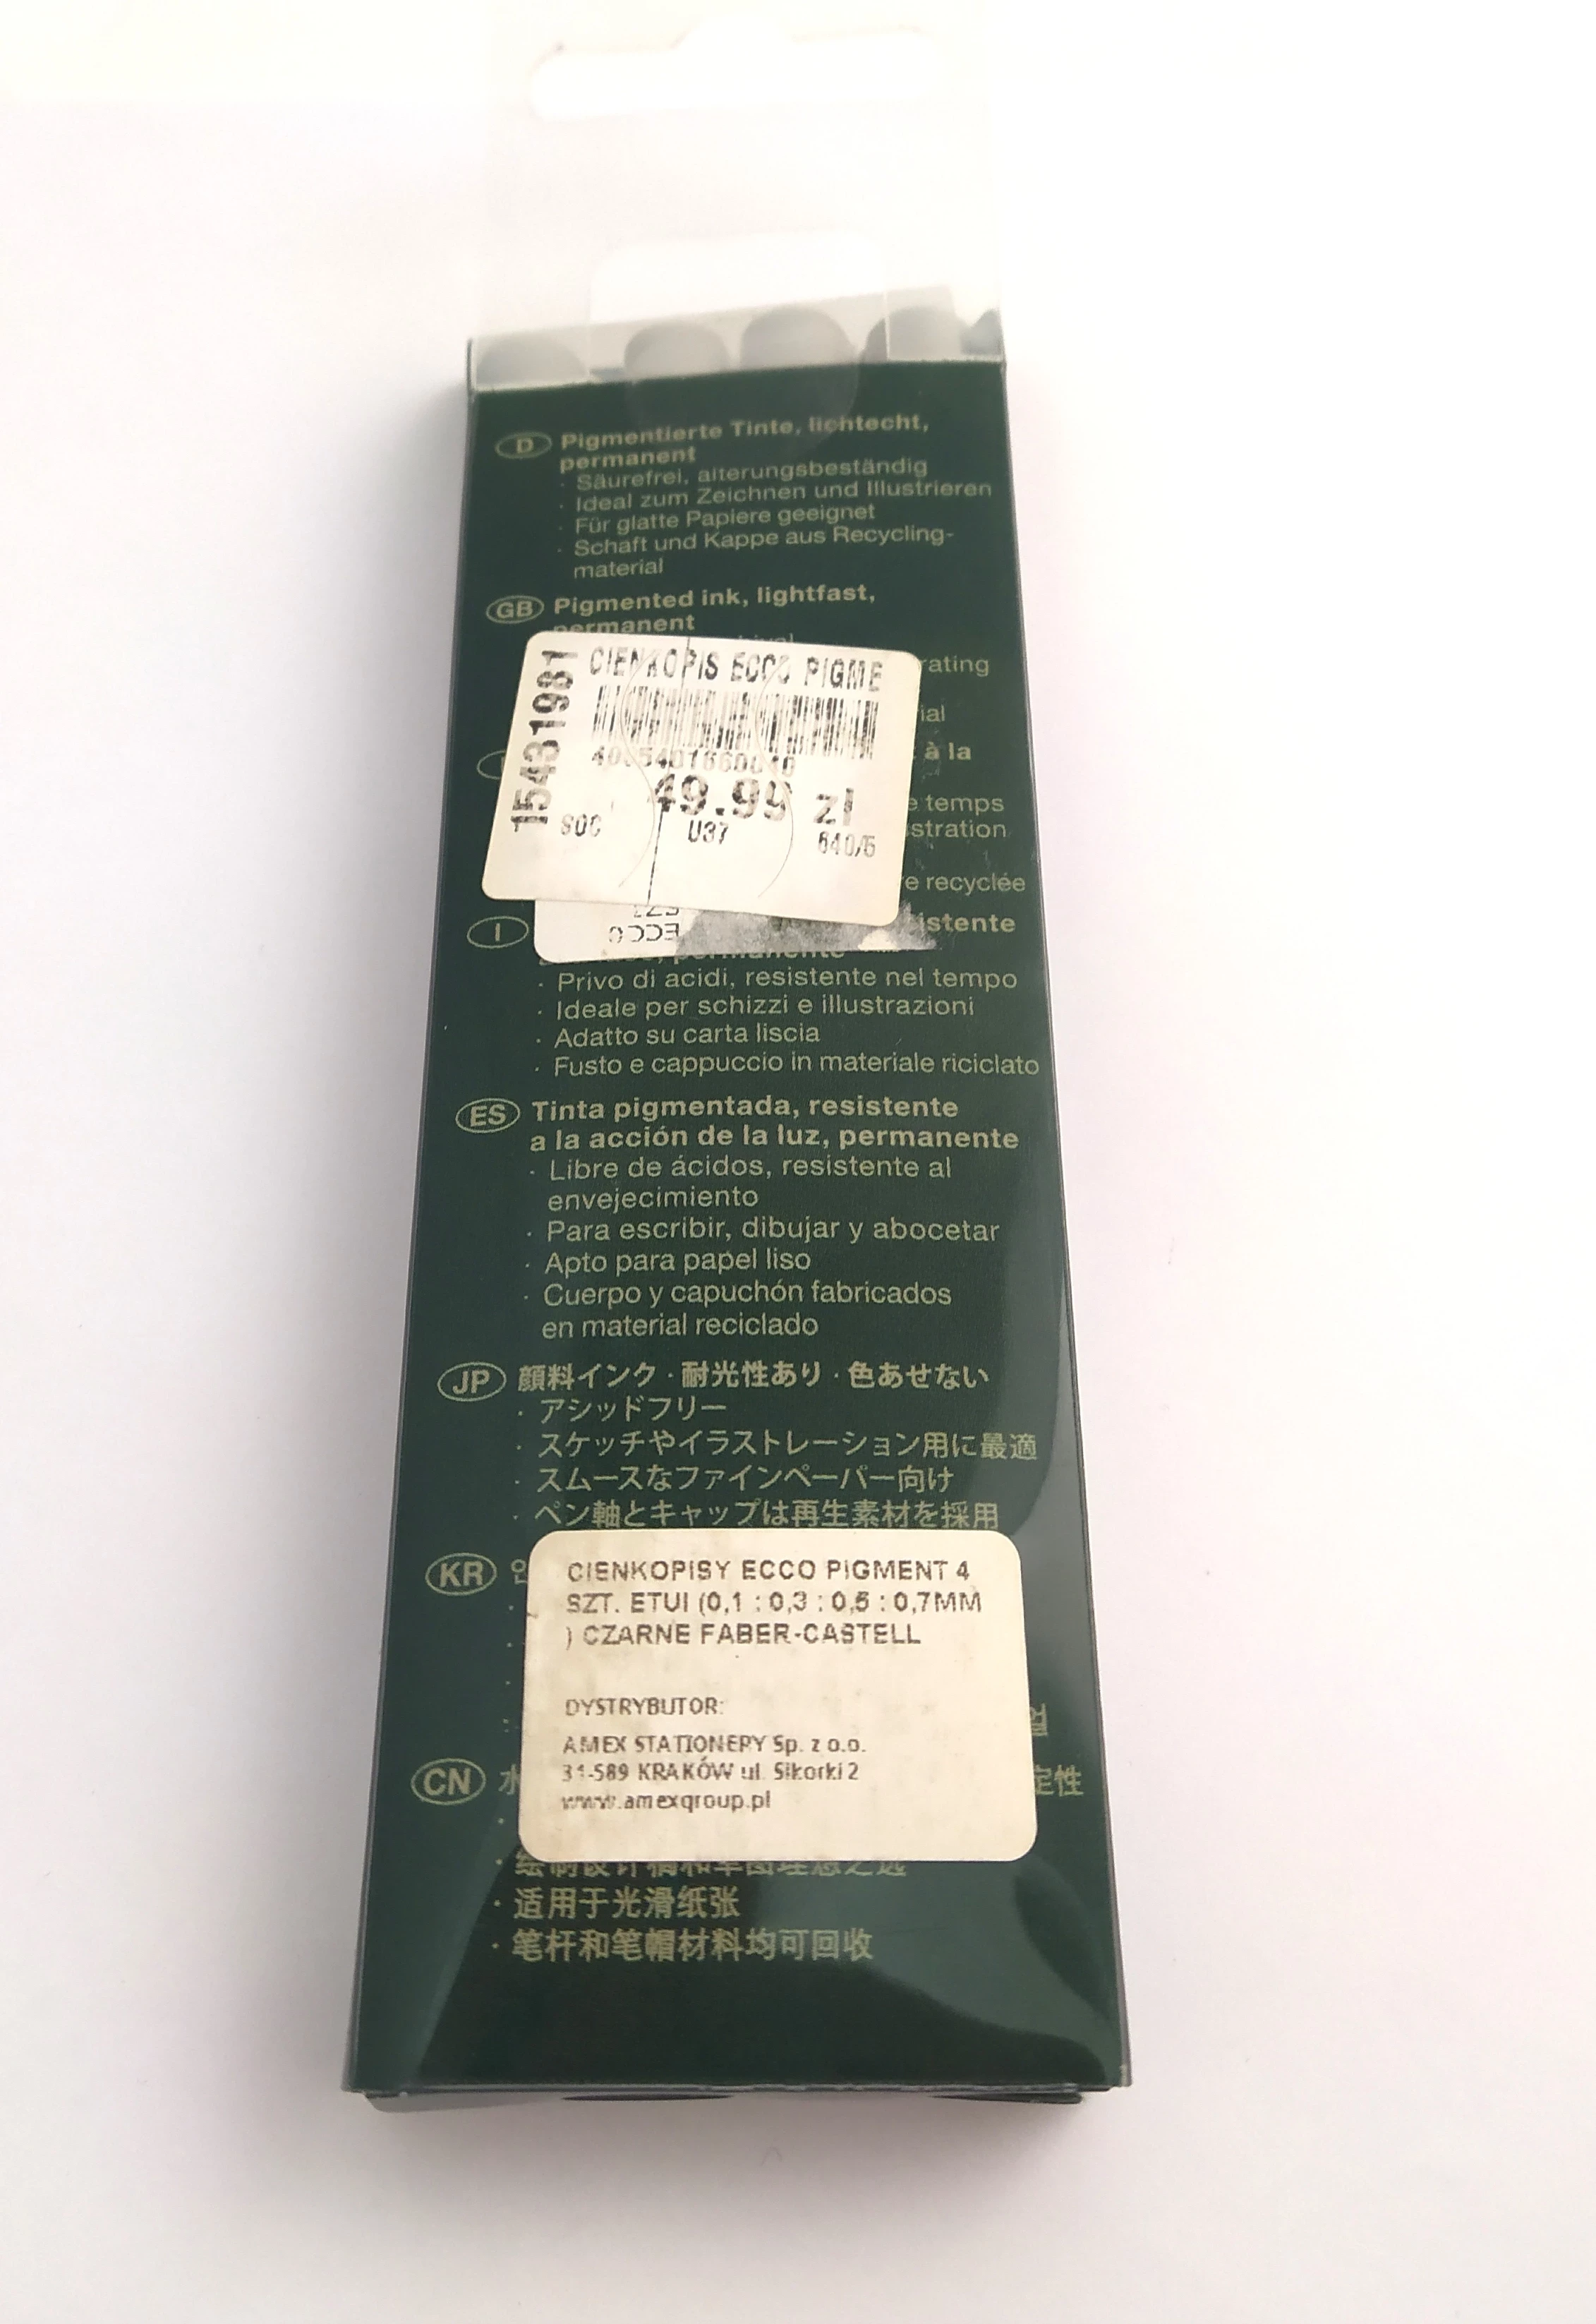 D Pigmentierte Tinte, lichtecht,
permanent
· Säurefrei, alterungsbeständig
· Ideal zum Zeichnen und Illustrieren
· Für glatte Papiere geeignet
· Schaft und Kappe aus Recycling-
material
GB Pigmented ink, lightfast,
permanent
rating
ial
15431981
CIENKOPIS ECCO PIGME
49.99 zł
U37
640/5
à la
e temps
stration
e recyclée
ECCO
I istente
permanente
· Privo di acidi, resistente nel tempo
· Ideale per schizzi e illustrazioni
· Adatto su carta liscia
· Fusto e cappuccio in materiale riciclato
ES Tinta pigmentada, resistente
a la acción de la luz, permanente
· Libre de ácidos, resistente al
envejecimiento
· Para escribir, dibujar y abocetar
· Apto para papel liso
· Cuerpo y capuchón fabricados
en material reciclado
JP 顔料インク · 耐光性あり · 色あせない
· アシッドフリー
· スケッチやイラストレーション用に最適
· スムースなファインペーパー向け
· ペン軸とキャップは再生素材を採用
KR
CIENKOPISY ECCO PIGMENT 4
SZT. ETUI (0,1 : 0,3 : 0,5 : 0,7MM
) CZARNE FABER-CASTELL
DYSTRYBUTOR:
AMEX STATIONERY Sp. z o.o.
31-589 KRAKÓW ul. Sikorki 2
www.amexgroup.pl
CN 水 定性
· 适用于光滑纸张
· 笔杆和笔帽材料均可回收